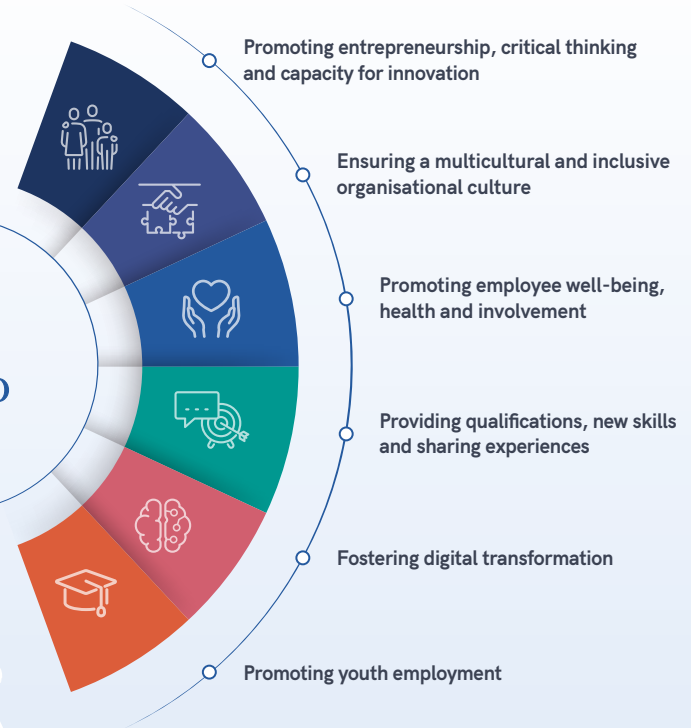 Promoting entrepreneurship, critical thinking
and capacity for innovation
Ensuring a multicultural and inclusive
organisational culture
Promoting employee well-being,
health and involvement
Providing qualifications, new skills
and sharing experiences
Fostering digital transformation
Promoting youth employment